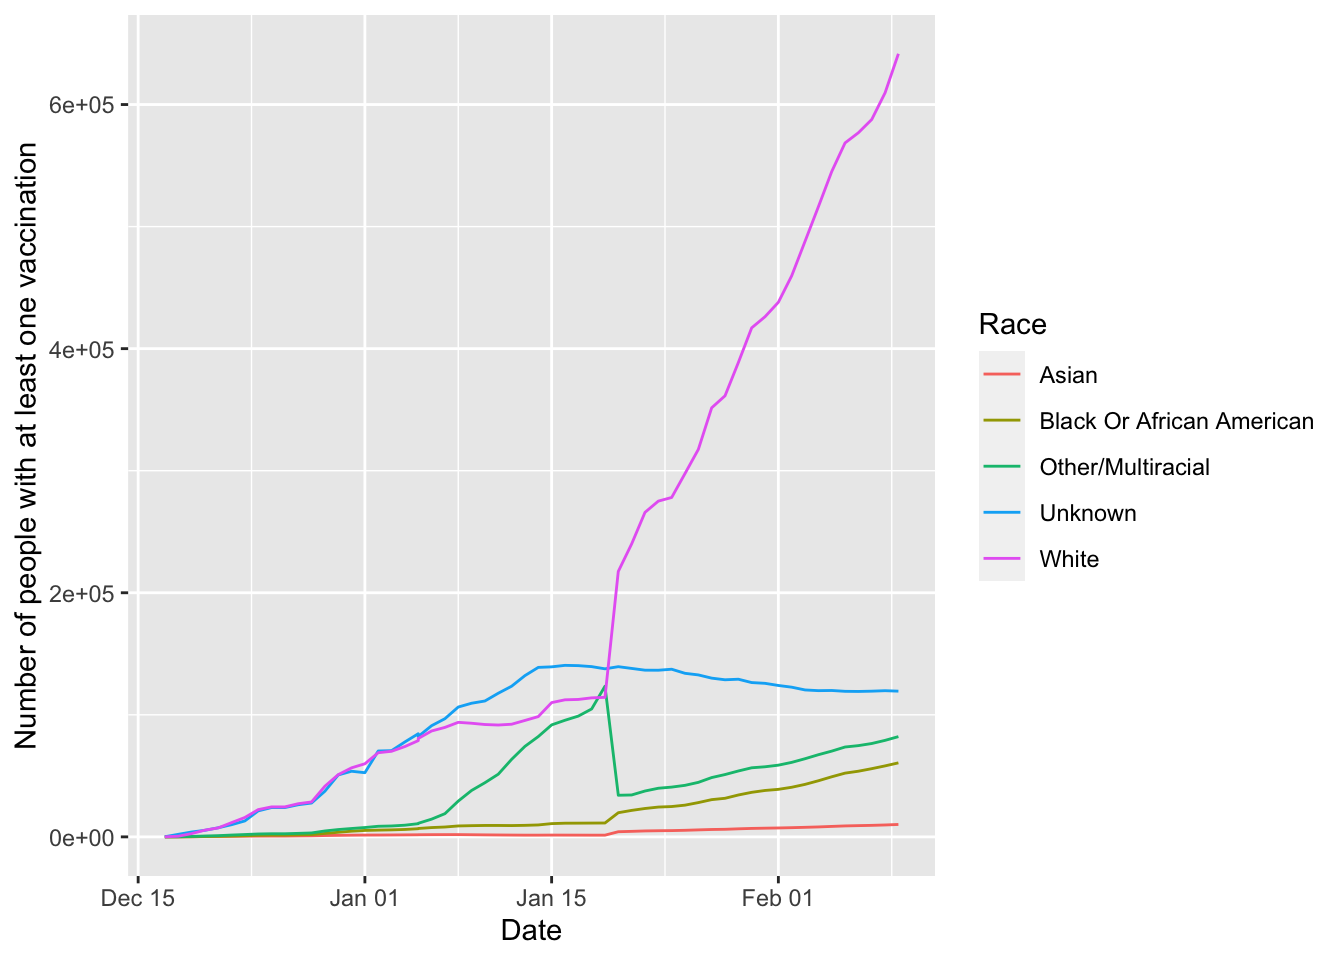 Number of people with at least one vaccination
6e+05
4e+05
2e+05
0e+00
Dec 15
Jan 01
Jan 15
Feb 01
Date
Race
Asian
Black Or African American
Other/Multiracial
Unknown
White